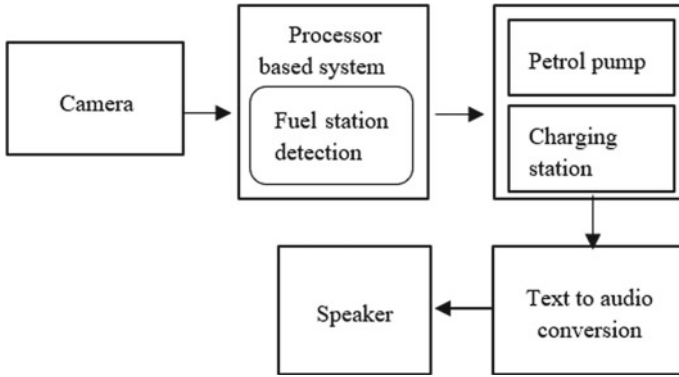 Camera
Processor
based system
Fuel station
detection
Petrol pump
Charging
station
Speaker
Text to audio
conversion